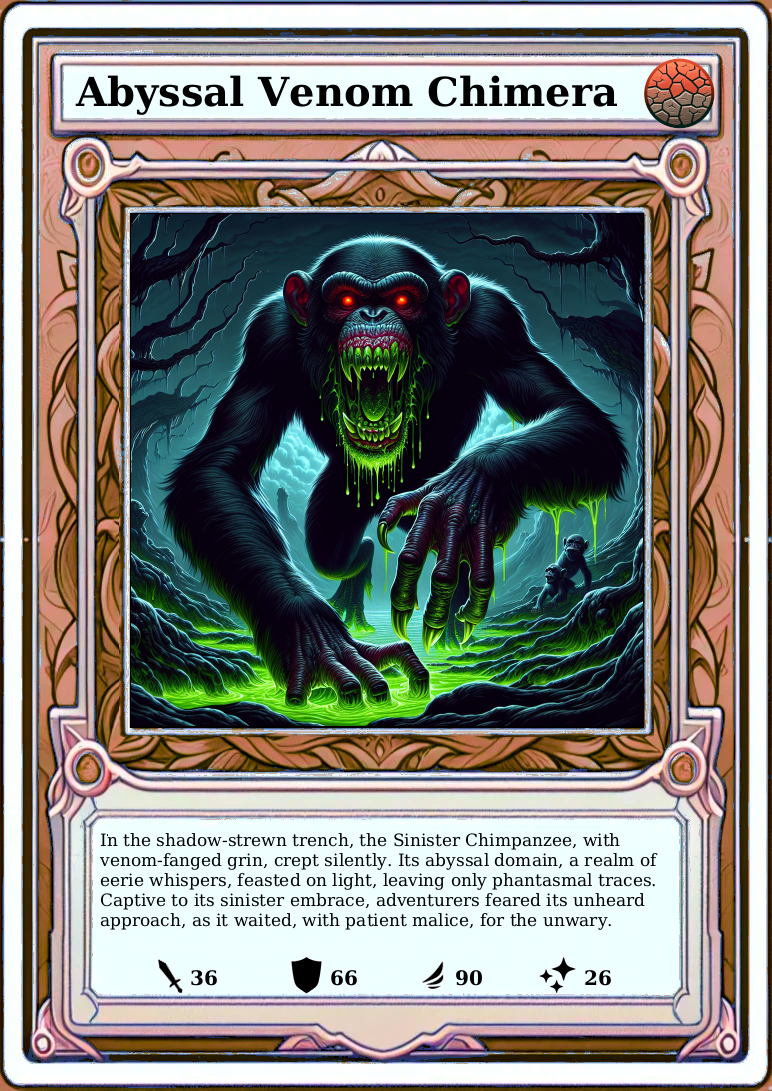 Abyssal Venom Chimera
In the shadow-strewn trench, the Sinister Chimpanzee, with
venom-fanged grin, crept silently. Its abyssal domain, a realm of
eerie whispers, feasted on light, leaving only phantasmal traces.
Captive to its sinister embrace, adventurers feared its unheard
approach, as it waited, with patient malice, for the unwary.
36 66 90 26